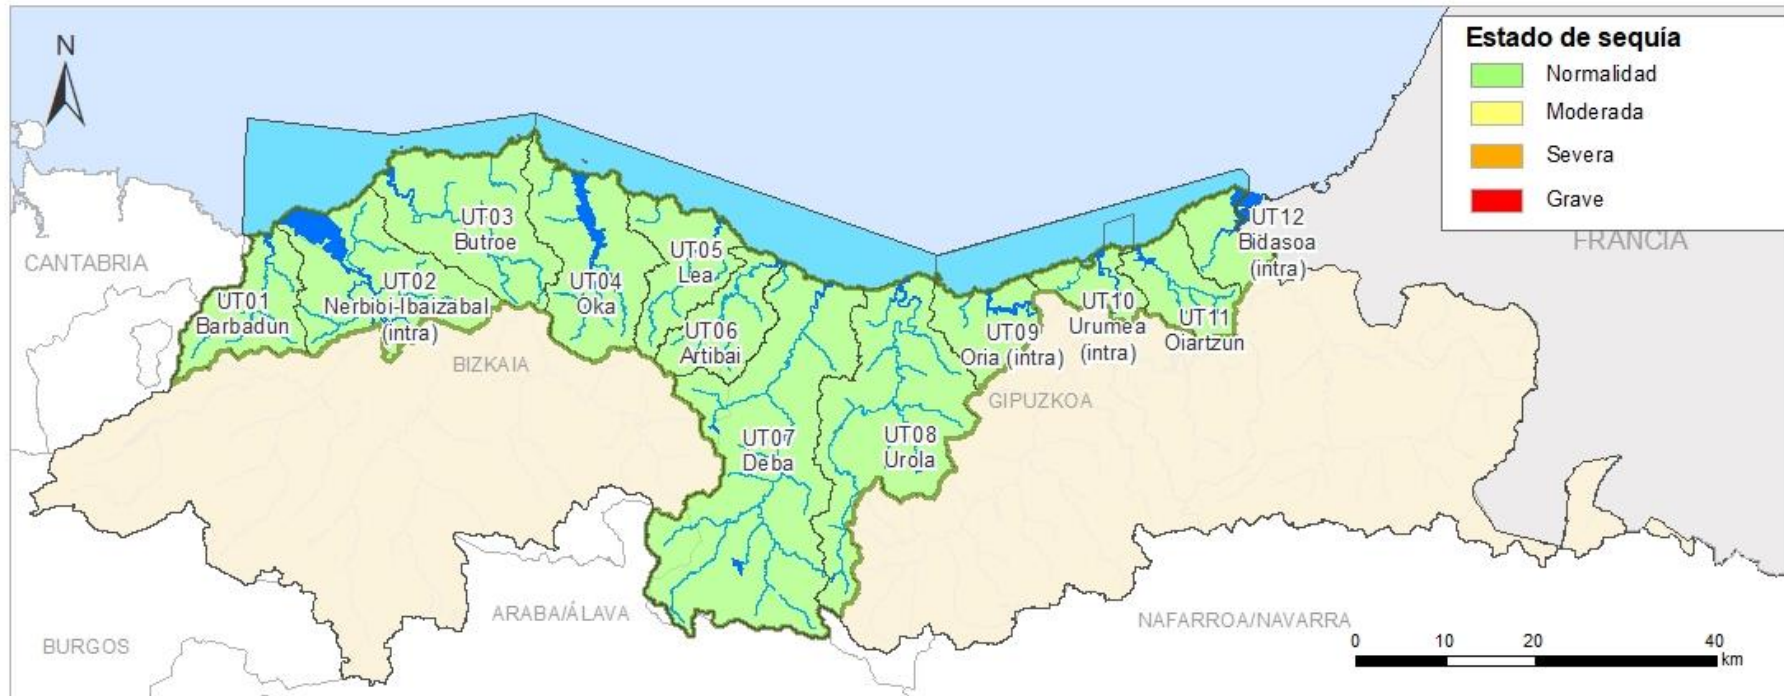 N
Estado de sequía
Normalidad
Moderada
Severa
Grave
FRANCIA
CANTABRIA
UT01
Barbadun
UT02
Nerbioi-Ibaizabal
(intra)
UT03
Butroe
UT04
Oka
UT05
Lea
UT06
Artibai
UT07
Deba
UT08
Urola
UT09
Oria (intra)
UT10
Urumea
(intra)
UT11
Oiartzun
UT12
Bidasoa
(intra)
BIZKAIA
GIPUZKOA
ARABA/ÁLAVA
NAFARROA/NAVARRA
BURGOS
0 10 20 40
km